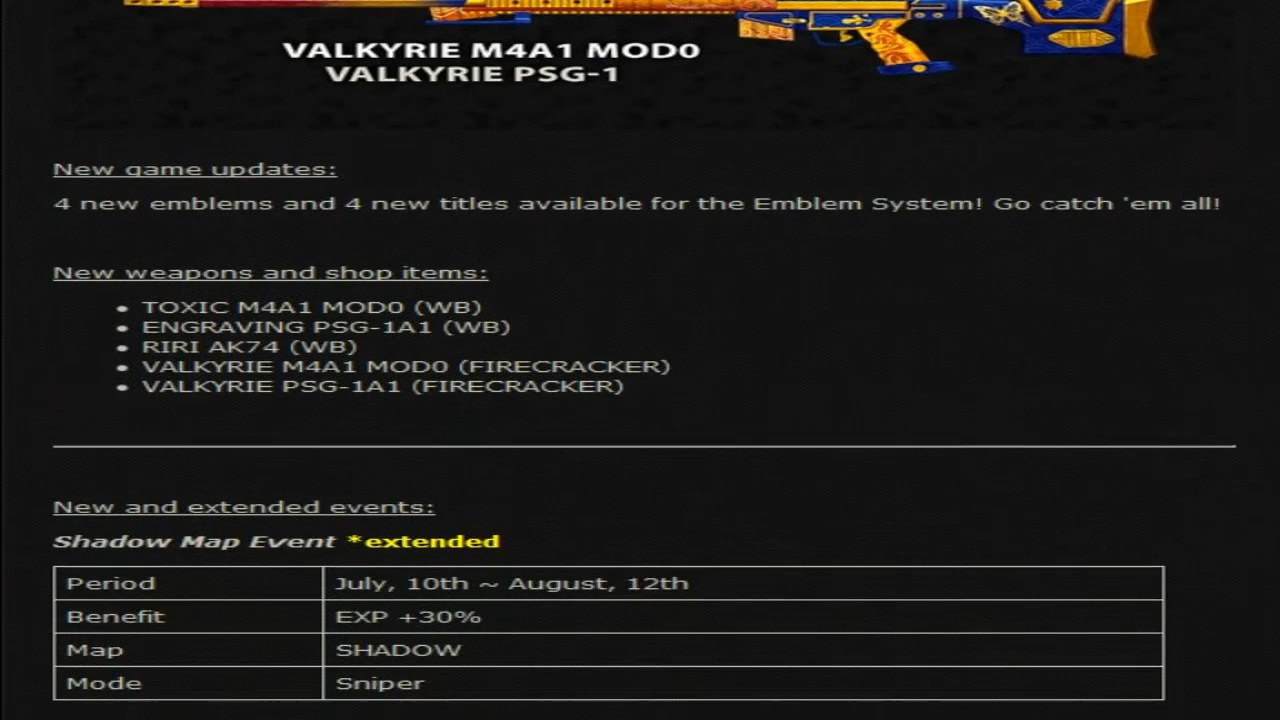 VALKYRIE M4A1 MOD0
VALKYRIE PSG-1
New game updates:
4 new emblems and 4 new titles available for the Emblem System! Go catch 'em all!
New weapons and shop items:
• TOXIC M4A1 MOD0 (WB)
• ENGRAVING PSG-1A1 (WB)
• RIRI AK74 (WB)
• VALKYRIE M4A1 MOD0 (FIRECRACKER)
• VALKYRIE PSG-1A1 (FIRECRACKER)
New and extended events:
Shadow Map Event *extended
Period July, 10th ~ August, 12th
Benefit EXP +30%
Map SHADOW
Mode Sniper